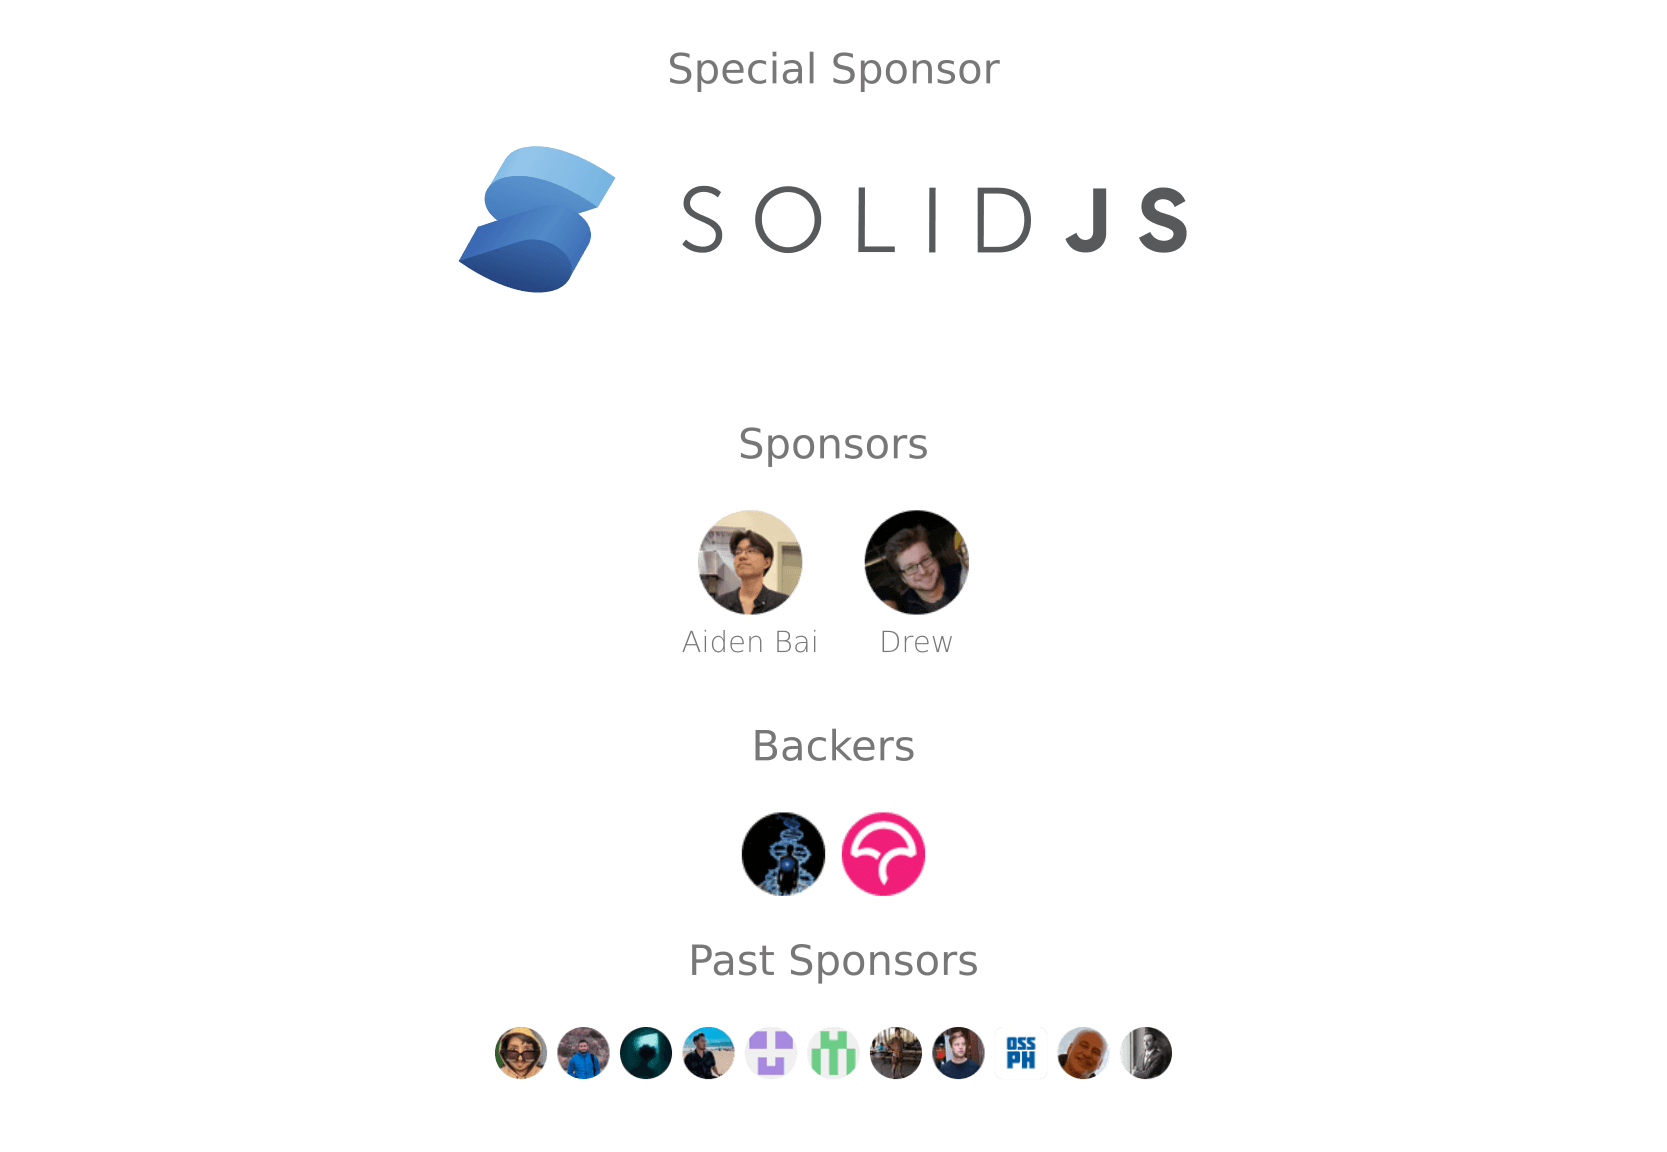 Special Sponsor
SOLIDJS
Sponsors
Aiden Bai
Drew
Backers
Past Sponsors
OSS
PH